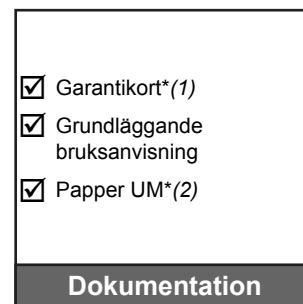 Garantikort*(1)
Grundläggande
bruksanvisning
Papper UM*(2)
Dokumentation